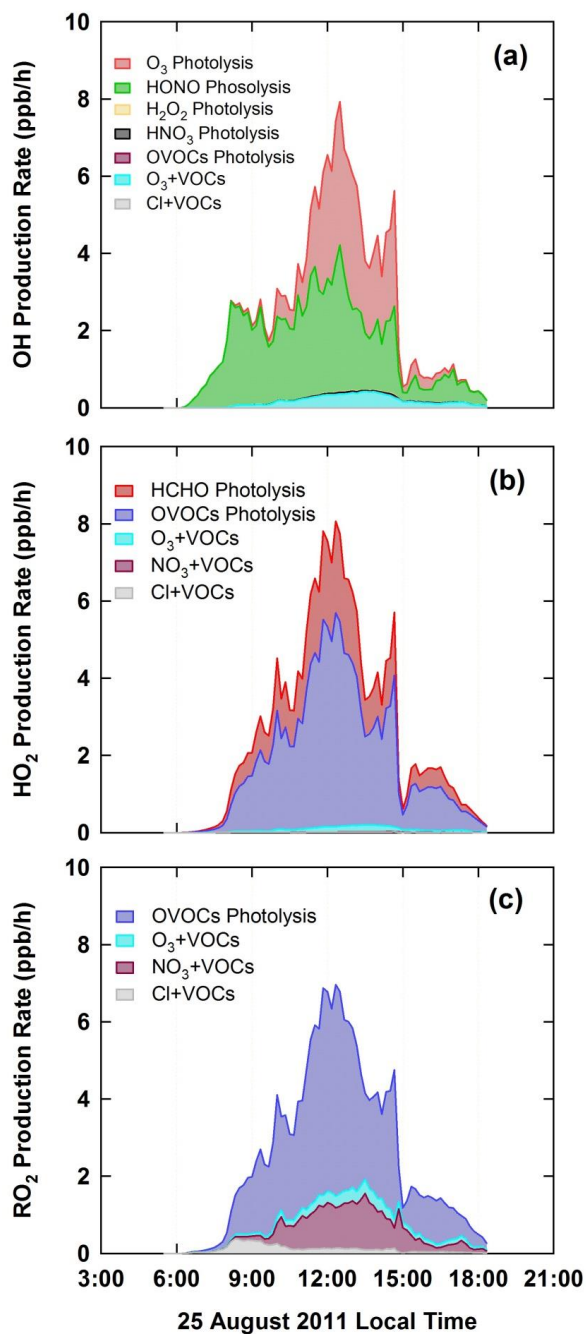 10
(a)
O₃ Photolysis
HONO Phosolysis
H₂O₂ Photolysis
HNO₃ Photolysis
OVOCs Photolysis
O₃+VOCs
Cl+VOCs
8
6
4
2
0
OH Production Rate (ppb/h)
10
(b)
HCHO Photolysis
OVOCs Photolysis
O₃+VOCs
NO₃+VOCs
Cl+VOCs
8
6
4
2
0
HO₂ Production Rate (ppb/h)
10
(c)
OVOCs Photolysis
O₃+VOCs
NO₃+VOCs
Cl+VOCs
8
6
4
2
0
RO₂ Production Rate (ppb/h)
3:00 6:00 9:00 12:00 15:00 18:00 21:00
25 August 2011 Local Time